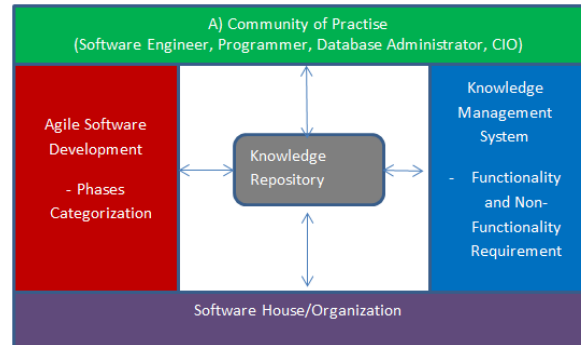 A) Community of Practise
(Software Engineer, Programmer, Database Administrator, CIO)
Agile Software
Development
- Phases
Categorization
Knowledge
Repository
Knowledge
Management
System
- Functionality
and Non-
Functionality
Requirement
Software House/Organization